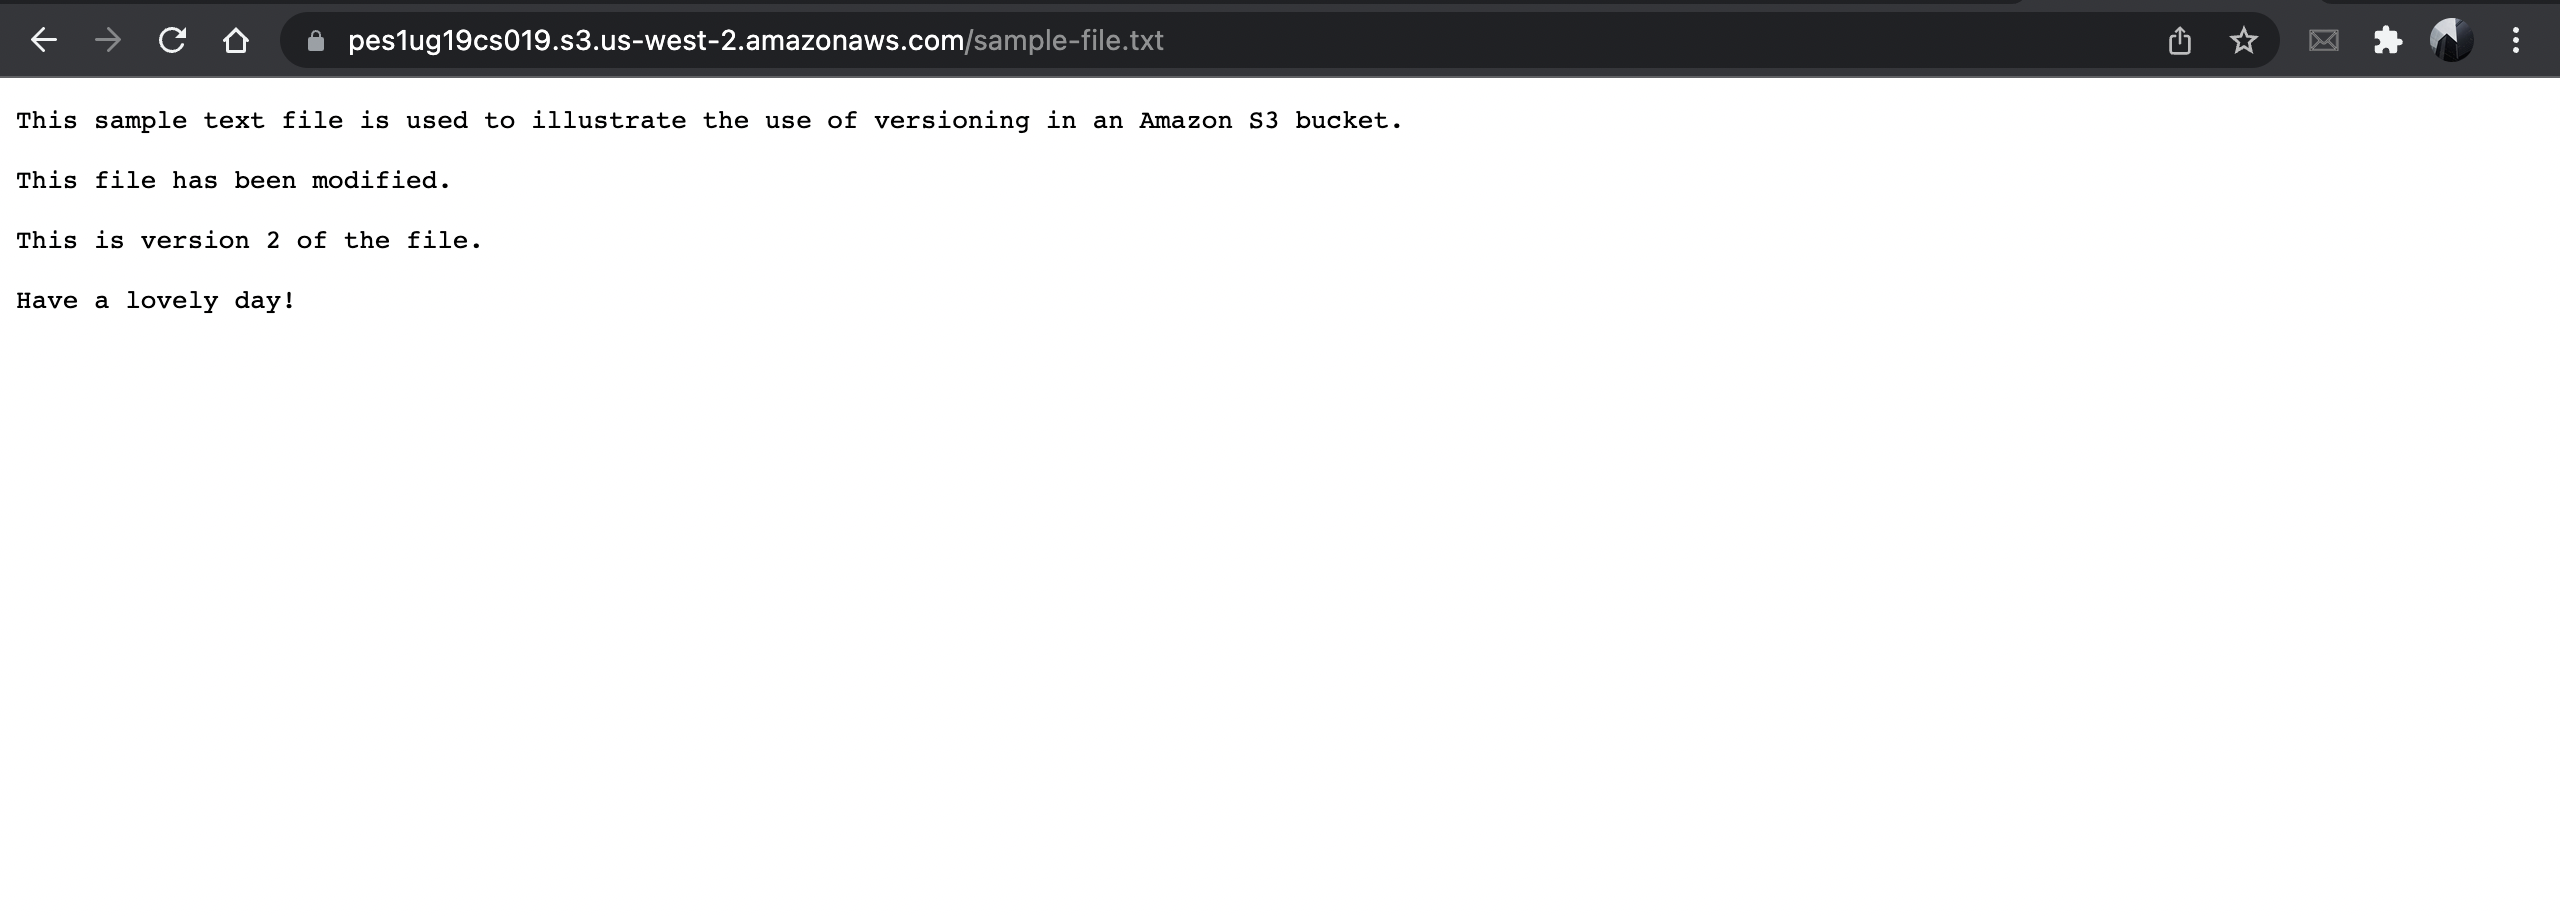 pes1ug19cs019.s3.us-west-2.amazonaws.com/sample-file.txt
This sample text file is used to illustrate the use of versioning in an Amazon S3 bucket.
This file has been modified.
This is version 2 of the file.
Have a lovely day!